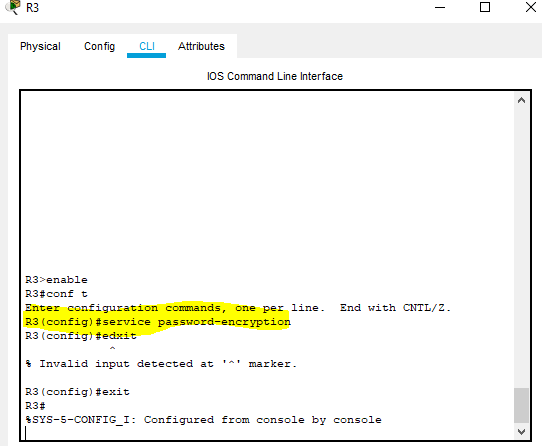 R3
Physical Config CLI Attributes
IOS Command Line Interface
R3>enable
R3#conf t
Enter configuration commands, one per line.  End with CNTL/Z.
R3(config)#service password-encryption
R3(config)#edxit
^
% Invalid input detected at '^' marker.
R3(config)#exit
R3#
%SYS-5-CONFIG_I: Configured from console by console